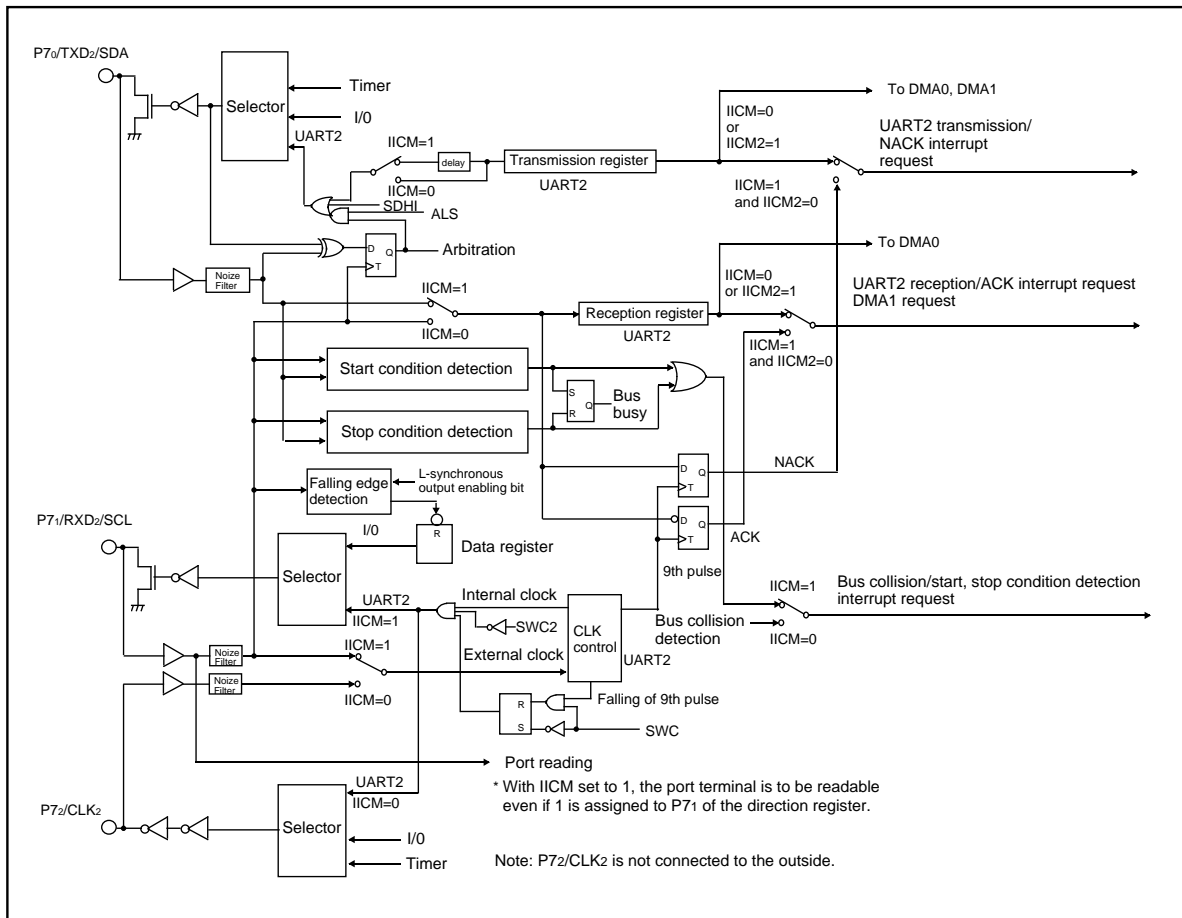 P70/TXD2/SDA
Selector
Timer
I/0
UART2
IICM=1
delay
IICM=0
SDHI
ALS
Transmission register
UART2
To DMA0, DMA1
IICM=0
or
IICM2=1
UART2 transmission/
NACK interrupt
request
IICM=1
and IICM2=0
D
Q
T
Arbitration
Noize
Filter
To DMA0
IICM=1
IICM=0
Reception register
UART2
IICM=0
or IICM2=1
UART2 reception/ACK interrupt request
DMA1 request
IICM=1
and IICM2=0
Start condition detection
S
R
Q
Bus
busy
Stop condition detection
NACK
D
Q
T
Falling edge
detection
L-synchronous
output enabling bit
R
Data register
D
Q
T
ACK
9th pulse
P71/RXD2/SCL
I/0
Selector
UART2
IICM=1
Internal clock
SWC2
CLK
control
UART2
Bus collision
detection
IICM=1
IICM=0
Bus collision/start, stop condition detection
interrupt request
Noize
Filter
IICM=1
External clock
Noize
Filter
IICM=0
R
S
Falling of 9th pulse
SWC
Port reading
* With IICM set to 1, the port terminal is to be readable
even if 1 is assigned to P71 of the direction register.
P72/CLK2
UART2
IICM=0
Selector
I/0
Timer
Note: P72/CLK2 is not connected to the outside.